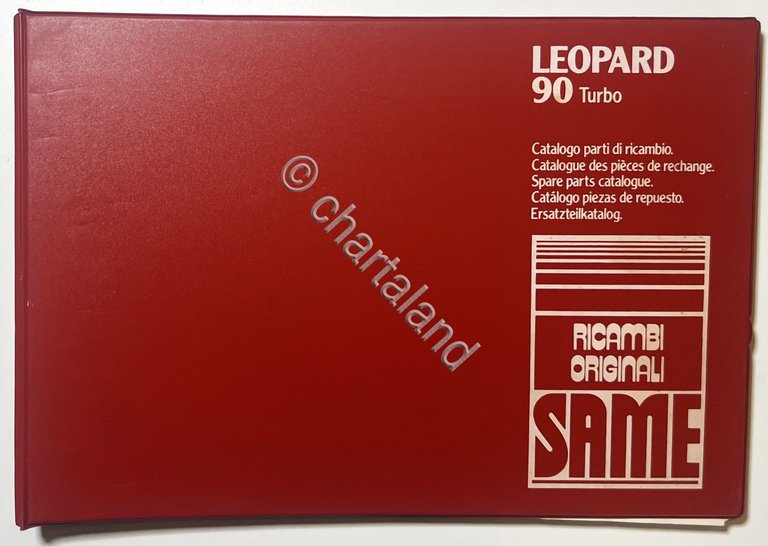 LEOPARD
90 Turbo
Catalogo parti di ricambio.
Catalogue des pièces de rechange.
Spare parts catalogue.
Catálogo piezas de repuesto.
Ersatzteilkatalog.
RICAMBI
ORIGINALI
SAME
© chartaland